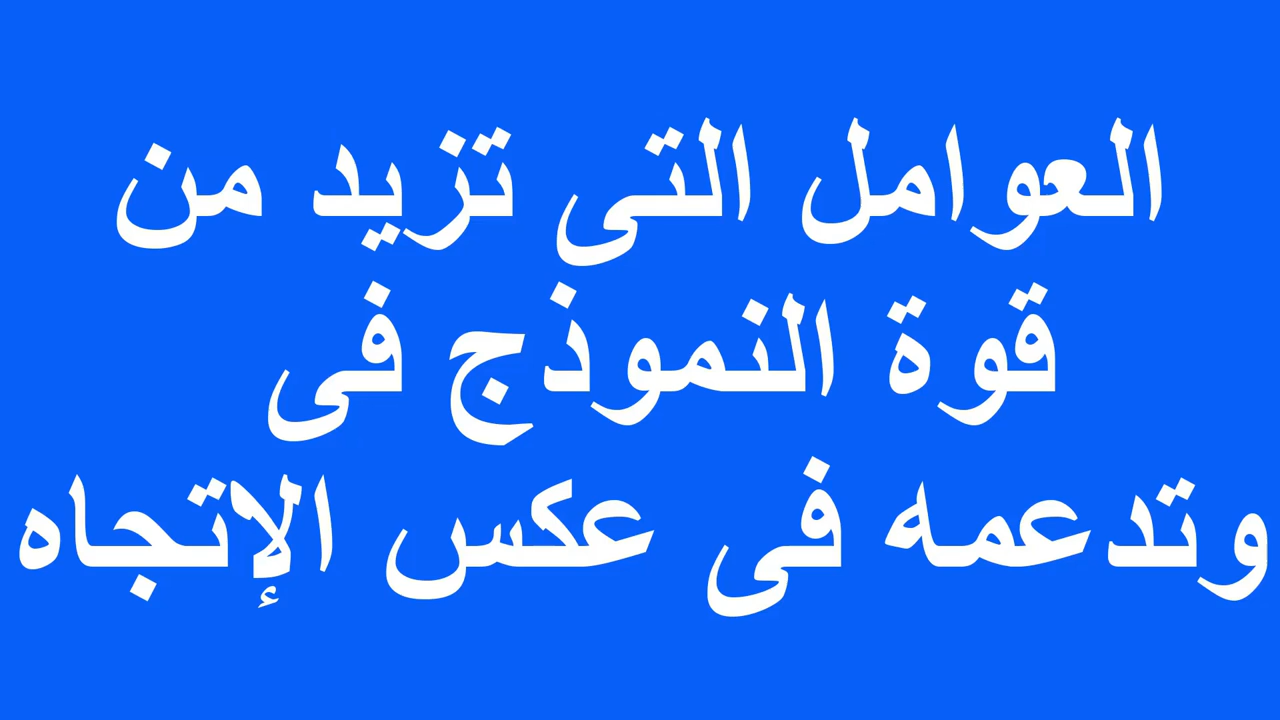 العوامل التى تزيد من
قوة النموذج فى
وتدعمه فى عكس الإتجاه